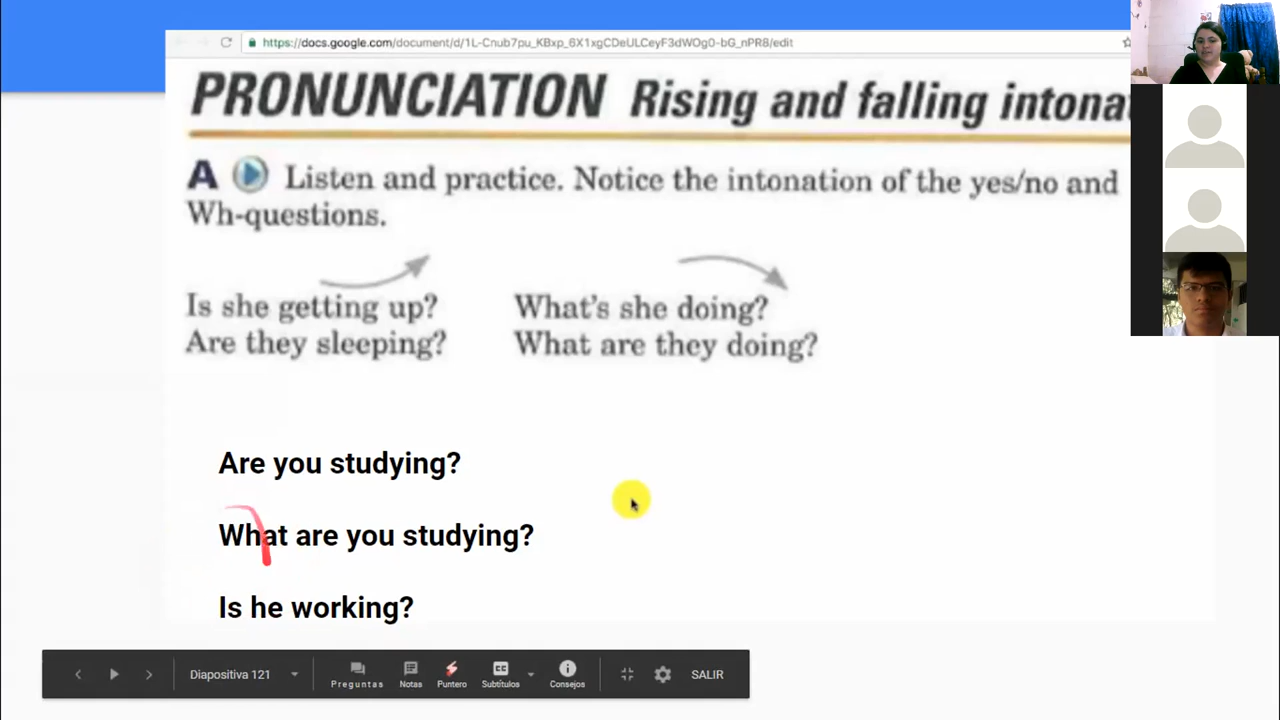 https://docs.google.com/document/d/1L-Cnub7pu_KBxp_6X1xgCDeULCeyF3dWOg0-bG_nPR8/edit
PRONUNCIATION Rising and falling intona
A Listen and practice. Notice the intonation of the yes/no and
Wh-questions.
Is she getting up? What's she doing?
Are they sleeping? What are they doing?
Are you studying?
What are you studying?
Is he working?
Diapositiva 121 Preguntas Notas Puntero Subtítulos Consejos SALIR